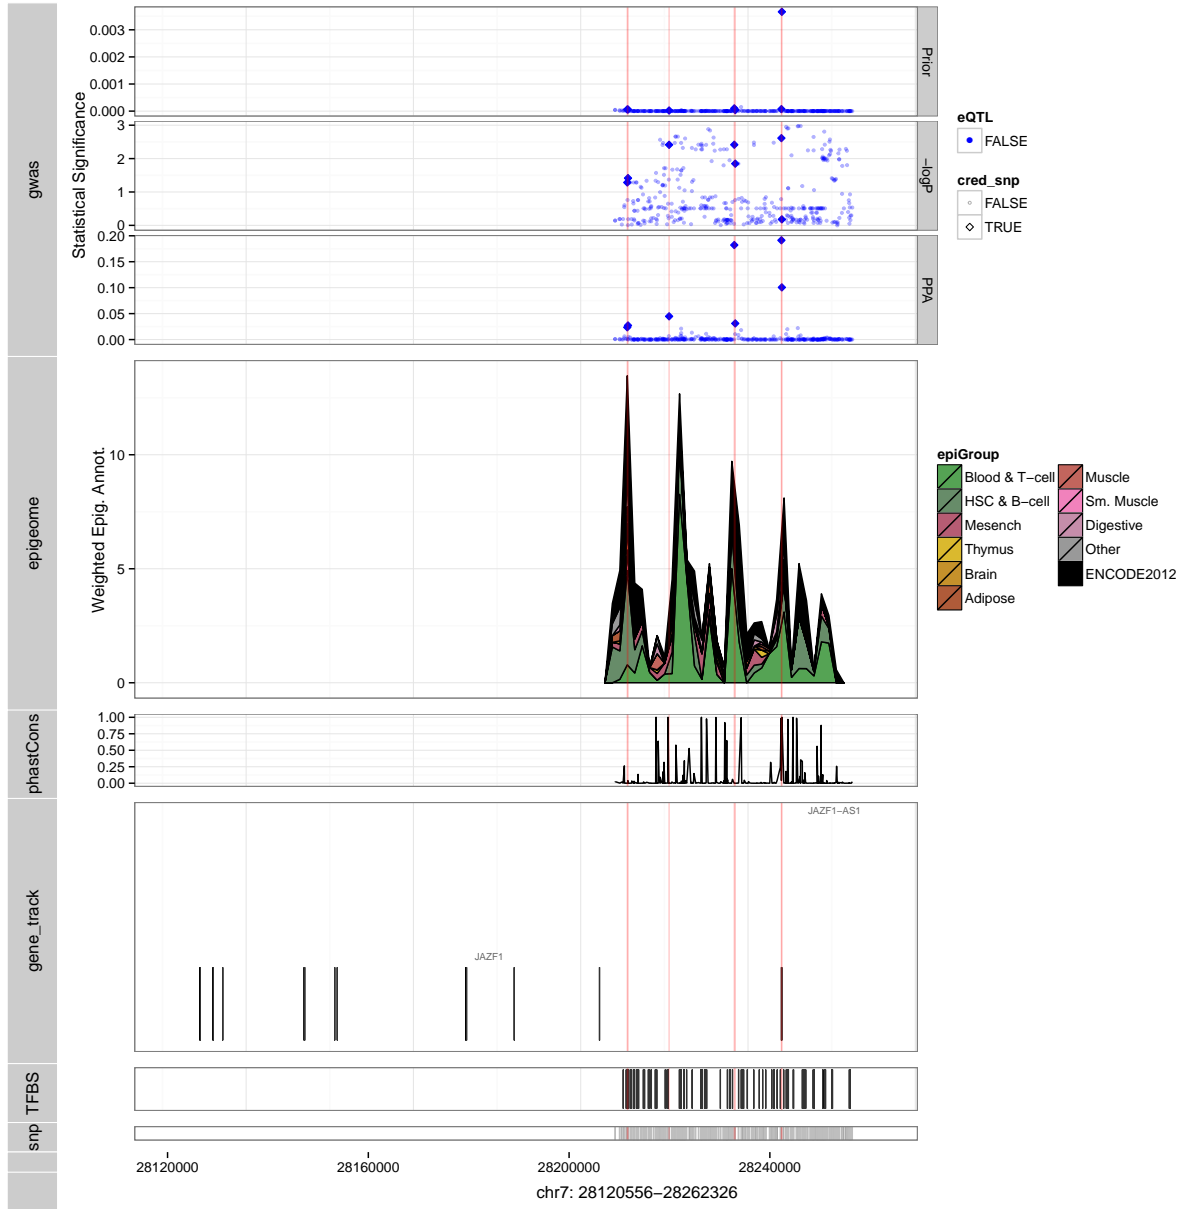 gwas
Statistical Significance
0.003
0.002
0.001
0.000
Prior
3
2
1
0
−logP
0.20
0.15
0.10
0.05
0.00
PPA
eQTL
FALSE
cred_snp
FALSE
TRUE
epigeome
Weighted Epig. Annot.
10
5
0
epiGroup
Blood & T−cell
HSC & B−cell
Mesench
Thymus
Brain
Adipose
Muscle
Sm. Muscle
Digestive
Other
ENCODE2012
phastCons
1.00
0.75
0.50
0.25
0.00
gene_track
JAZF1−AS1
JAZF1
TFBS
snp
28120000
28160000
28200000
28240000
chr7: 28120556−28262326